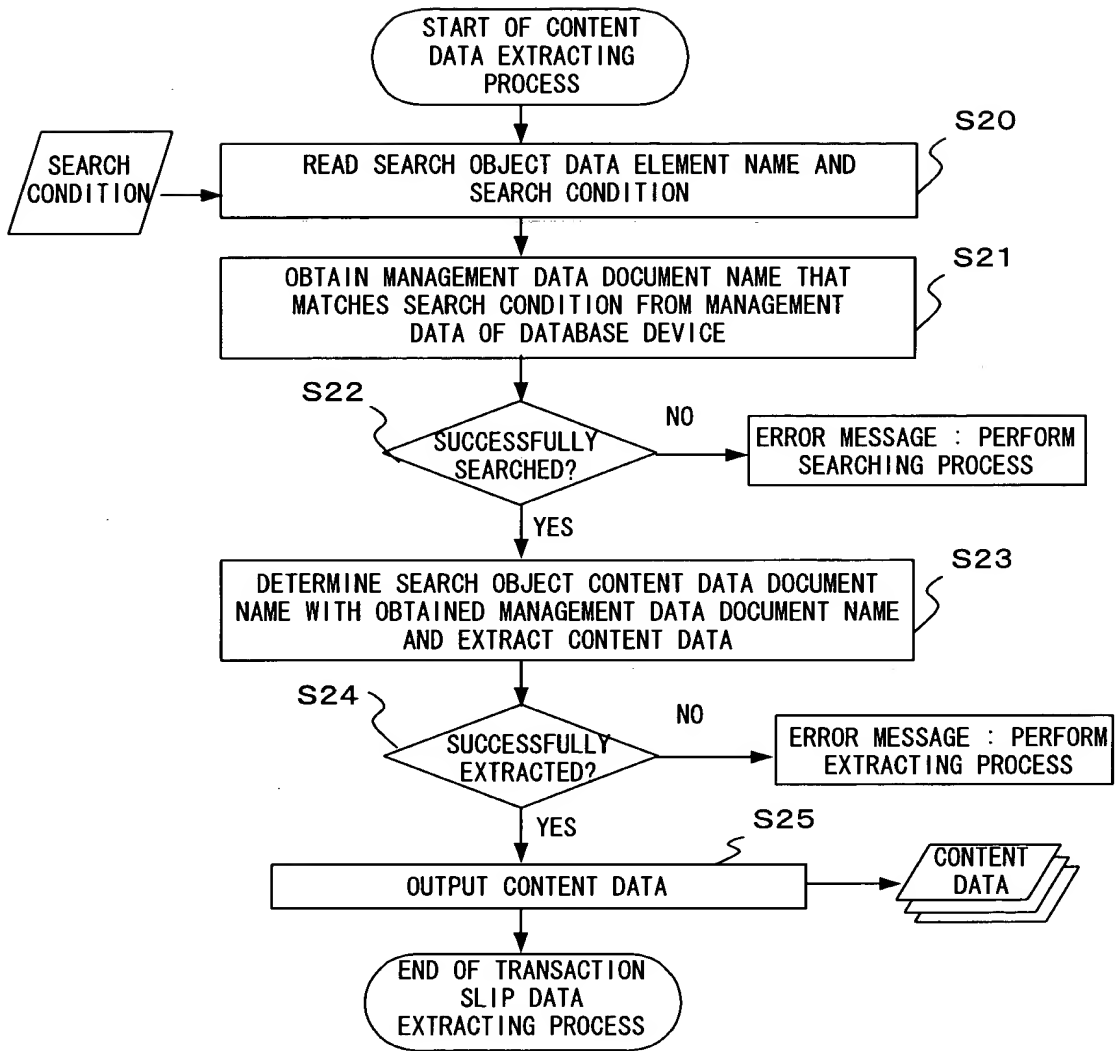 START OF CONTENT
DATA EXTRACTING
PROCESS
S20
SEARCH
CONDITION
READ SEARCH OBJECT DATA ELEMENT NAME AND
SEARCH CONDITION
S21
OBTAIN MANAGEMENT DATA DOCUMENT NAME THAT
MATCHES SEARCH CONDITION FROM MANAGEMENT
DATA OF DATABASE DEVICE
S22
SUCCESSFULLY
SEARCHED?
NO
ERROR MESSAGE : PERFORM
SEARCHING PROCESS
YES
S23
DETERMINE SEARCH OBJECT CONTENT DATA DOCUMENT
NAME WITH OBTAINED MANAGEMENT DATA DOCUMENT NAME
AND EXTRACT CONTENT DATA
S24
SUCCESSFULLY
EXTRACTED?
NO
ERROR MESSAGE : PERFORM
EXTRACTING PROCESS
YES
S25
OUTPUT CONTENT DATA
CONTENT
DATA
END OF TRANSACTION
SLIP DATA
EXTRACTING PROCESS